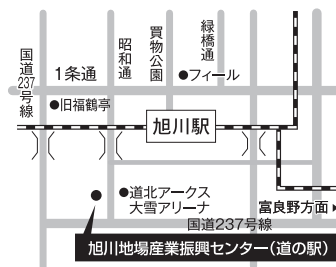 国道237号線
1条通
昭和通
買物公園
緑橋通
●フィール
●旧福鶴亭
旭川駅
●道北アークス
大雪アリーナ
富良野方面▶
国道237号線
旭川地場産業振興センター(道の駅)